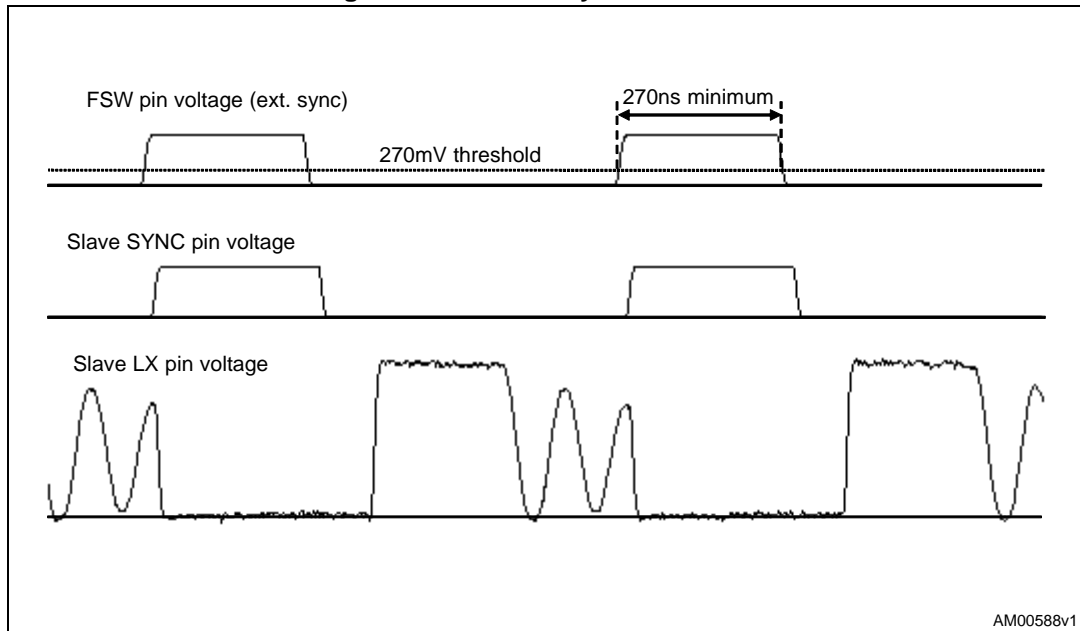 FSW pin voltage (ext. sync)
270ns minimum
270mV threshold
Slave SYNC pin voltage
Slave LX pin voltage
AM00588v1